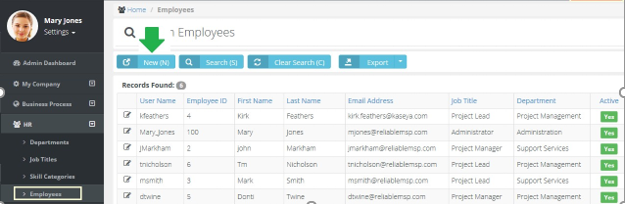 Mary Jones
Settings
Admin Dashboard
My Company
Business Process
HR
Departments
Job Titles
Skill Categories
Employees
Home / Employees
Employees
New (N) Search (S) Clear Search (C) Export
Records Found: 6
User Name Employee ID First Name Last Name Email Address Job Title Department Active
kfeathers 4 Kirk Feathers kirk.feathers@kaseya.com Project Lead Project Management Yes
Mary_Jones 100 Mary Jones mjones@reliablemsp.com Administrator Administration Yes
JMarkham 2 John Markham jmarkham@reliablemsp.com Project Manager Support Services Yes
tnicholson 6 Tm Nicholson tnicholson@reliablemsp.com Project Lead Project Management Yes
msmith 3 Mark Smith msmith@reliablemsp.com Project Lead Support Services Yes
dtwine 5 Donti Twine dtwine@reliablemsp.com Project Manager Project Management Yes